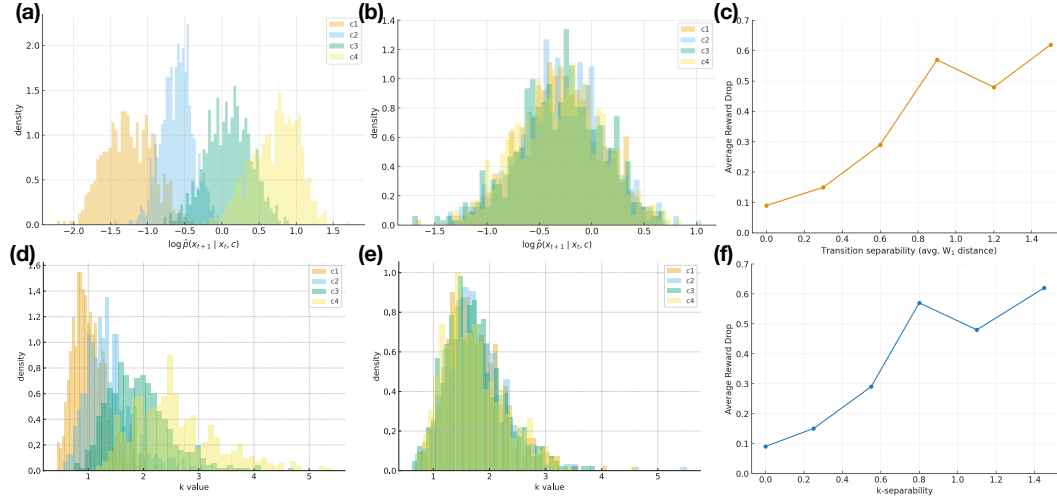 (a)
2.0
1.5
1.0
0.5
0.0
density
−2.0 −1.5 −1.0 −0.5 0.0 0.5 1.0 1.5
log p̂(x_{t+1} | x_t, c)
c1
c2
c3
c4
(b)
1.4
1.2
1.0
0.8
0.6
0.4
0.2
0.0
density
−1.5 −1.0 −0.5 0.0 0.5 1.0
log p̂(x_{t+1} | x_t, c)
c1
c2
c3
c4
(c)
0.7
0.6
0.5
0.4
0.3
0.2
0.1
0.0
Average Reward Drop
0.0 0.2 0.4 0.6 0.8 1.0 1.2 1.4
Transition separability (avg. W₁ distance)
(d)
1.6
1.4
1.2
1.0
0.8
0.6
0.4
0.2
0.0
density
1 2 3 4 5
k value
c1
c2
c3
c4
(e)
1.0
0.8
0.6
0.4
0.2
0.0
density
1 2 3 4 5
k value
c1
c2
c3
c4
(f)
0.7
0.6
0.5
0.4
0.3
0.2
0.1
0.0
Average Reward Drop
0.0 0.2 0.4 0.6 0.8 1.0 1.2 1.4
k-separability